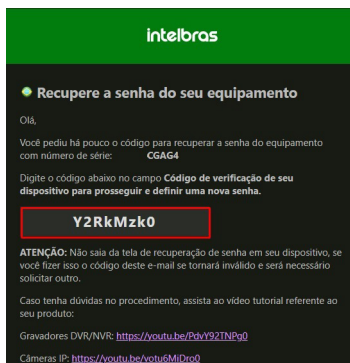 intelbras
Recupere a senha do seu equipamento
Olá,
Você pediu há pouco o código para recuperar a senha do equipamento
com número de série: CGAG4
Digite o código abaixo no campo Código de verificação de seu
dispositivo para prosseguir e definir uma nova senha.
Y2RkMzk0
ATENÇÃO: Não saia da tela de recuperação de senha em seu dispositivo, se
você fizer isso o código deste e-mail se tornará inválido e será necessário
solicitar outro.
Caso tenha dúvidas no procedimento, assista ao vídeo tutorial referente ao
seu produto:
Gravadores DVR/NVR: https://youtu.be/PdvY92TNPg0
Câmeras IP: https://youtu.be/votu6MiDro0